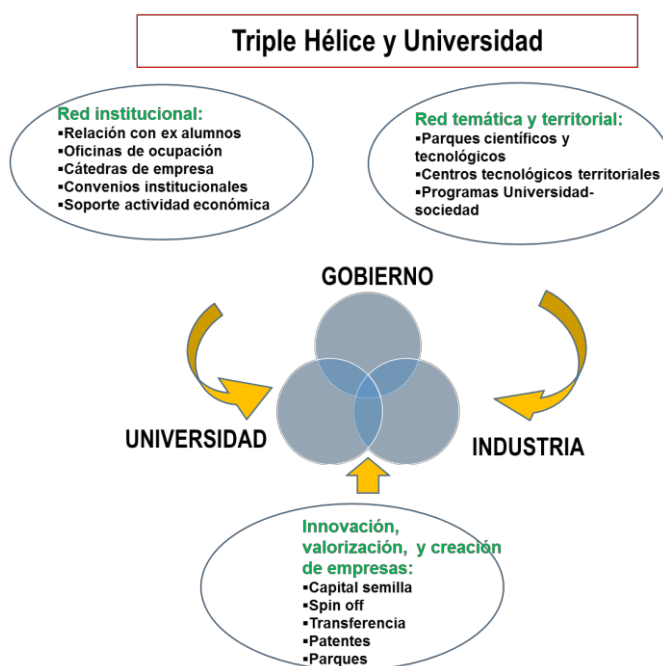 Triple Hélice y Universidad
Red institucional:
▪Relación con ex alumnos
▪Oficinas de ocupación
▪Cátedras de empresa
▪Convenios institucionales
▪Soporte actividad económica
Red temática y territorial:
▪Parques científicos y
tecnológicos
▪Centros tecnológicos territoriales
▪Programas Universidad-
sociedad
GOBIERNO
UNIVERSIDAD
INDUSTRIA
Innovación,
valorización, y creación
de empresas:
▪Capital semilla
▪Spin off
▪Transferencia
▪Patentes
▪Parques